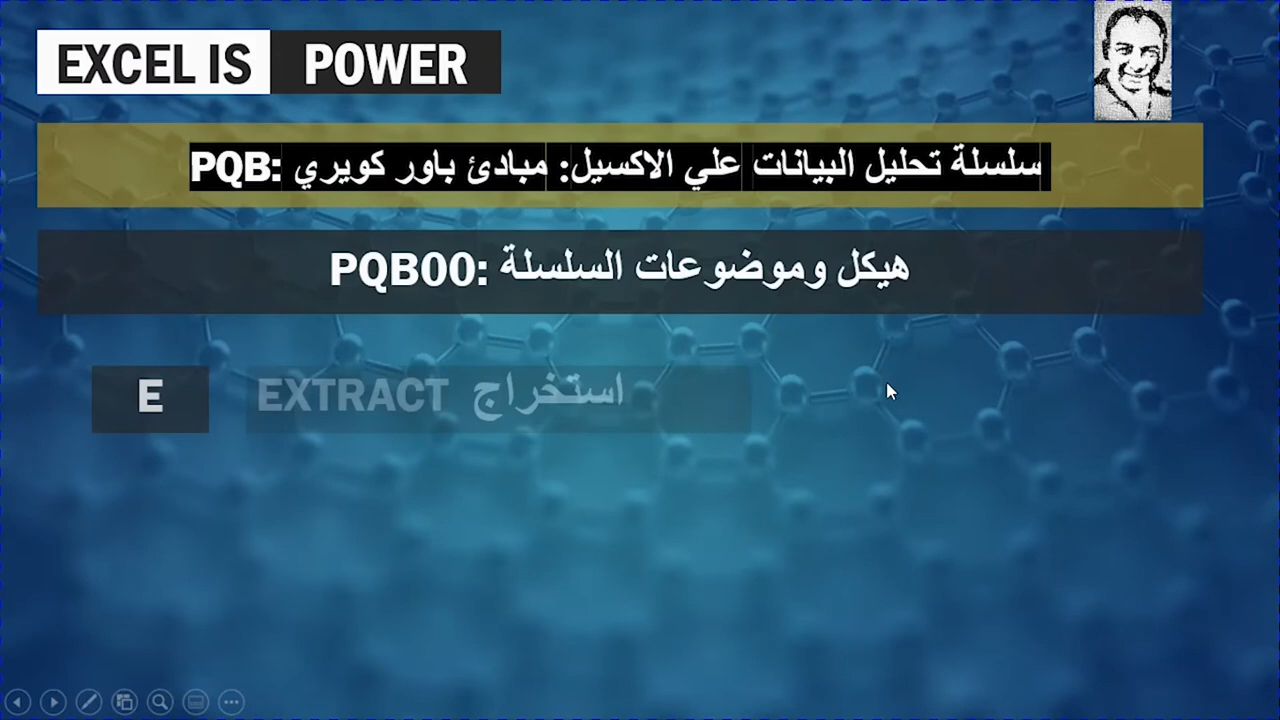 EXCEL IS POWER
PQB: سلسلة تحليل البيانات علي الاكسيل: مبادئ باور كويري
PQB00: هيكل وموضوعات السلسلة
E EXTRACT استخراج